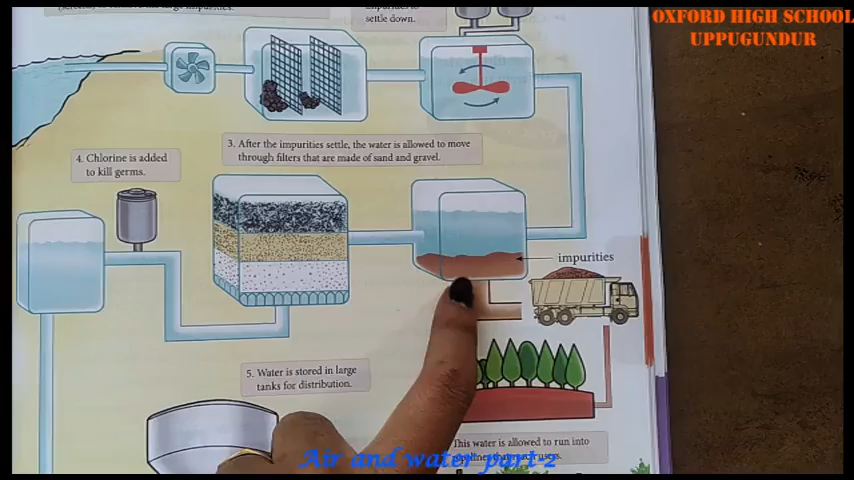 OXFORD HIGH SCHOOL
UPPUGUNDUR
settle down.
3. After the impurities settle, the water is allowed to move
through filters that are made of sand and gravel.
4. Chlorine is added
to kill germs.
impurities
5. Water is stored in large
tanks for distribution.
This water is allowed to run into
Air and water part-2